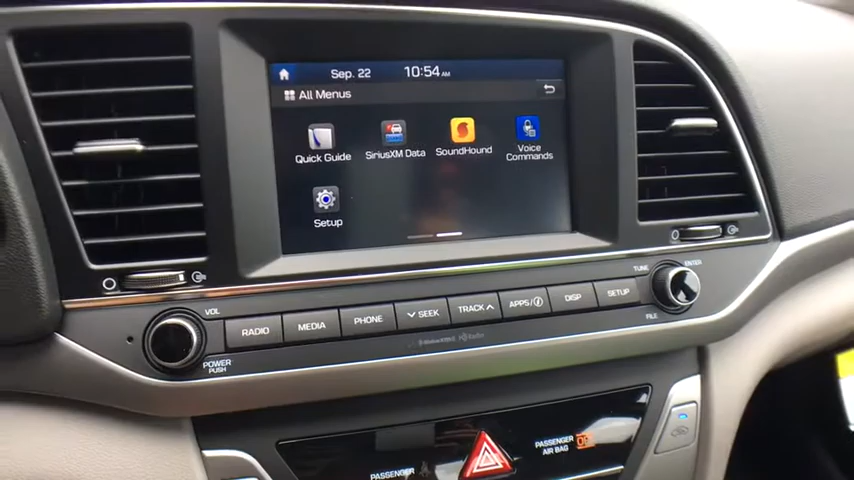 Sep. 22 10:54 AM
All Menus
Quick Guide SiriusXM Data SoundHound Voice Commands
Setup
VOL
TUNE ENTER
RADIO MEDIA PHONE SEEK TRACK APPS/ DISP SETUP
FILE
POWER
PUSH
PASSENGER
AIR BAG
PASSENGER